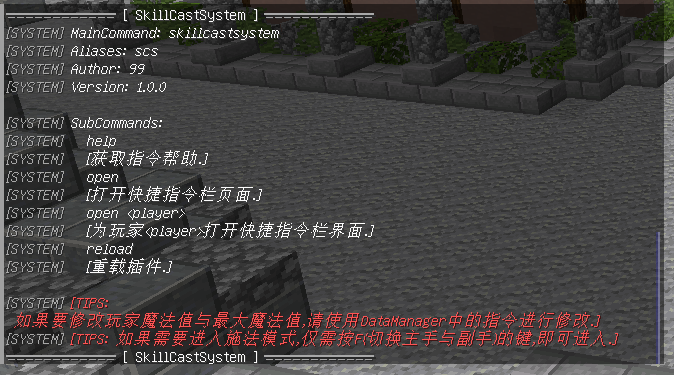 —————————————— [ SkillCastSystem ] ——————————————
[SYSTEM] MainCommand: skillcastsystem
[SYSTEM] Aliases: scs
[SYSTEM] Author: 99
[SYSTEM] Version: 1.0.0
[SYSTEM]
[SYSTEM] SubCommands:
[SYSTEM] help
[SYSTEM] [获取指令帮助.]
[SYSTEM] open
[SYSTEM] [打开快捷指令栏页面.]
[SYSTEM] open <player>
[SYSTEM] [为玩家<player>打开快捷指令栏界面.]
[SYSTEM] reload
[SYSTEM] [重载插件.]
[SYSTEM] [TIPS:
如果要修改玩家魔法值与最大魔法值,请使用DataManager中的指令进行修改.]
[SYSTEM] [TIPS: 如果需要进入施法模式,仅需按F(切换主手与副手)的键,即可进入.]
—————————————— [ SkillCastSystem ] ——————————————